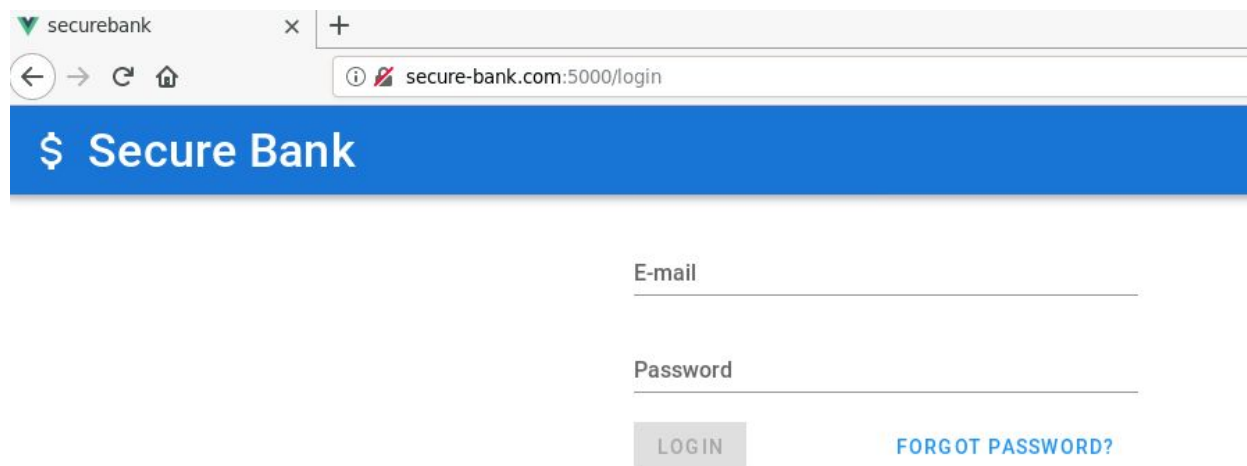 securebank
secure-bank.com:5000/login
$ Secure Bank
E-mail
Password
LOGIN FORGOT PASSWORD?